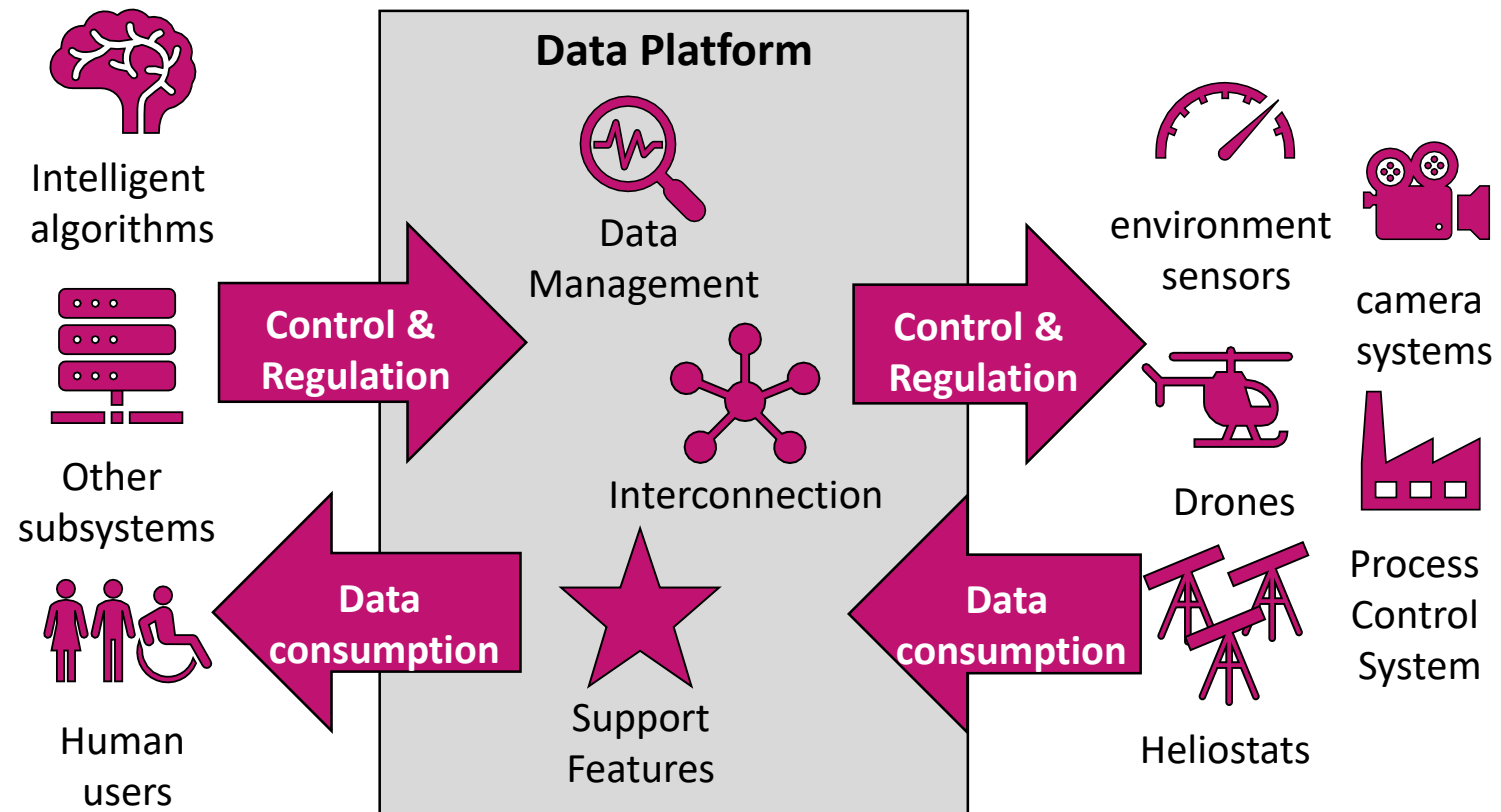 Data Platform
Intelligent
algorithms
Other
subsystems
Human
users
Control &
Regulation
Data
consumption
Data
Management
Interconnection
Support
Features
Control &
Regulation
Data
consumption
environment
sensors
camera
systems
Drones
Process
Control
System
Heliostats